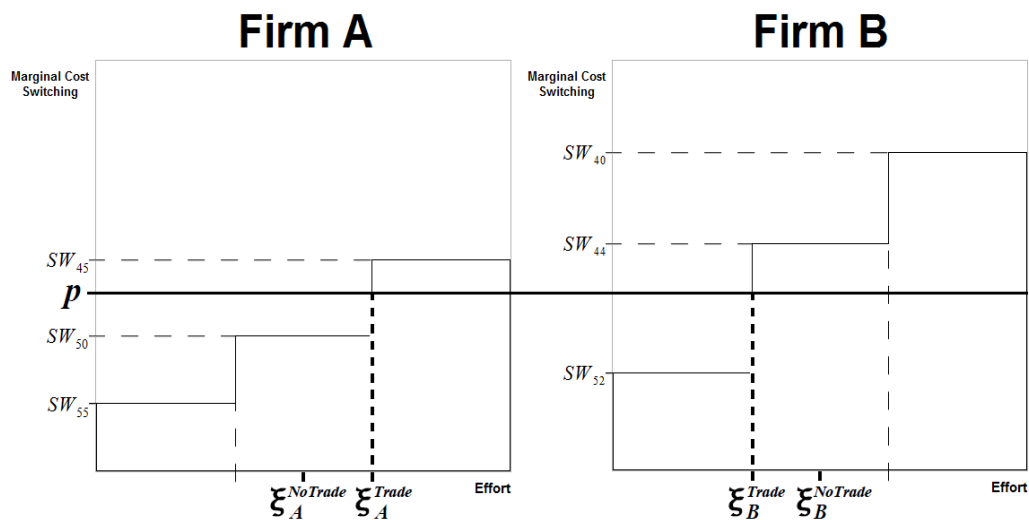 Firm A
Firm B
Marginal Cost
Switching
Marginal Cost
Switching
SW40
SW44
SW45
p
SW50
SW52
SW55
ξA^NoTrade
ξA^Trade
Effort
ξB^Trade
ξB^NoTrade
Effort